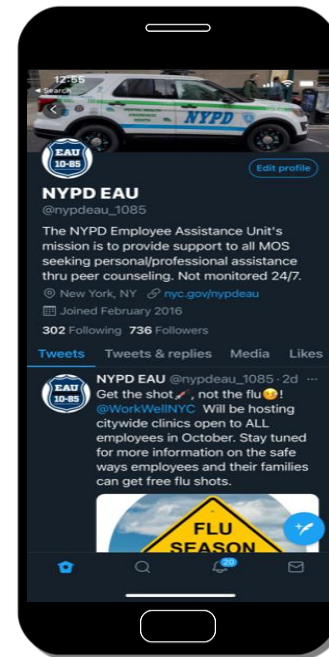 12:55
◂ Search
NYPD
EAU
10-85
Edit profile
NYPD EAU
@nypdeau_1085
The NYPD Employee Assistance Unit's
mission is to provide support to all MOS
seeking personal/professional assistance
thru peer counseling. Not monitored 24/7.
New York, NY nyc.gov/nypdeau
Joined February 2016
302 Following 736 Followers
Tweets Tweets & replies Media Likes
EAU
10-85
NYPD EAU @nypdeau_1085 · 2d ···
Get the shot💉, not the flu🤒!
@WorkWellNYC Will be hosting
citywide clinics open to ALL
employees in October. Stay tuned
for more information on the safe
ways employees and their families
can get free flu shots.
FLU
SEASON
20